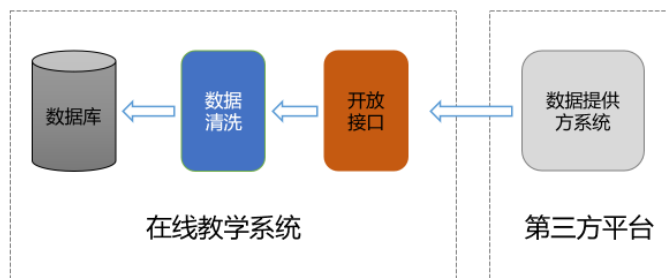 数据库
数据
清洗
开放
接口
数据提供
方系统
在线教学系统
第三方平台